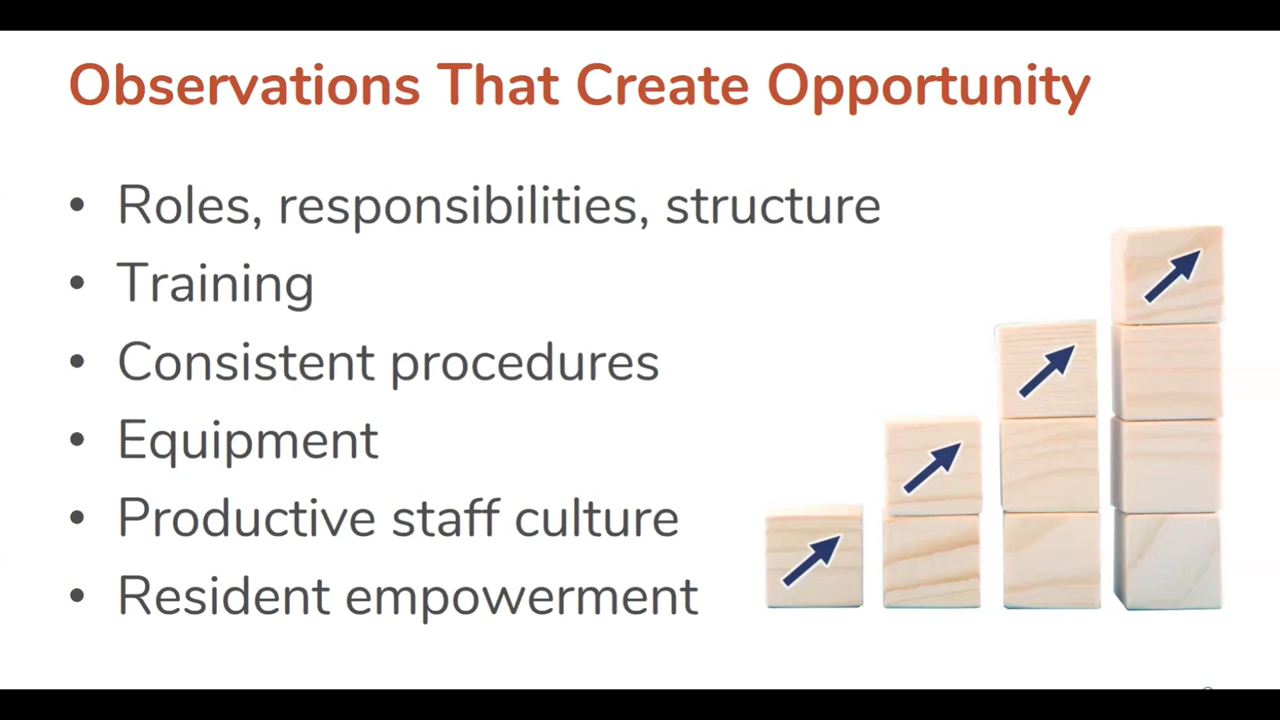 Observations That Create Opportunity
• Roles, responsibilities, structure
• Training
• Consistent procedures
• Equipment
• Productive staff culture
• Resident empowerment